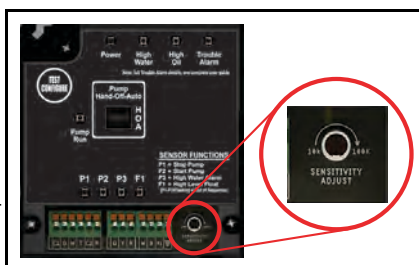 Power High Water High Oil Trouble Alarm
TEST
CONFIGURE
Pump
Hand-Off-Auto
H
O
A
Pump
Run
SENSOR FUNCTIONS
P1 = Stop Pump
P2 = Start Pump
P3 = High Water Alarm
F1 = High Level Float
P1 P2 P3 F1
SENSITIVITY
ADJUST
10K 100K
SENSITIVITY
ADJUST